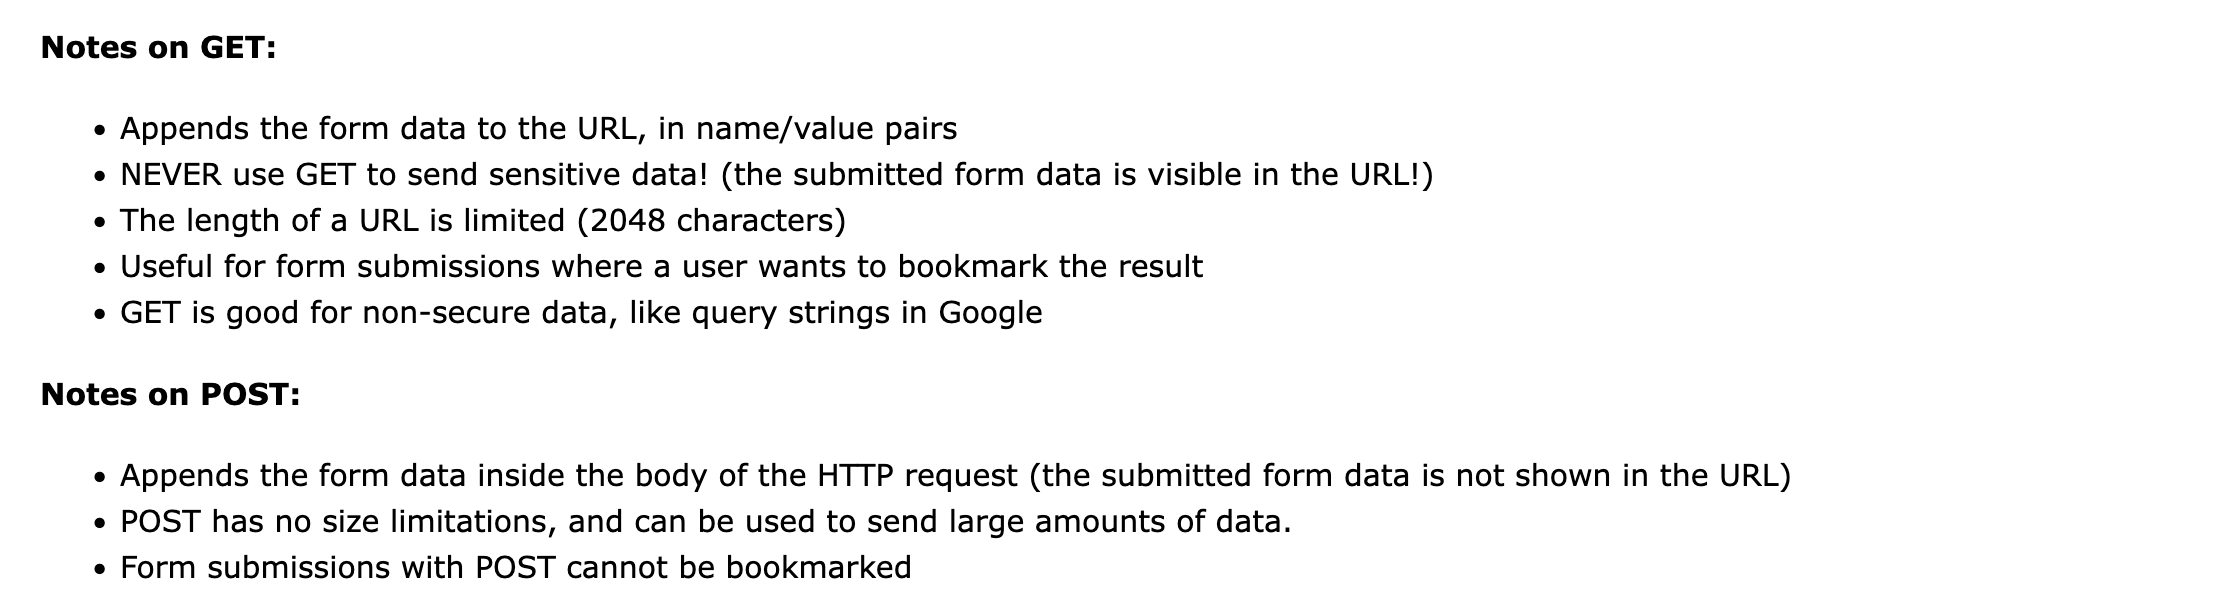 Notes on GET:
• Appends the form data to the URL, in name/value pairs
• NEVER use GET to send sensitive data! (the submitted form data is visible in the URL!)
• The length of a URL is limited (2048 characters)
• Useful for form submissions where a user wants to bookmark the result
• GET is good for non-secure data, like query strings in Google
Notes on POST:
• Appends the form data inside the body of the HTTP request (the submitted form data is not shown in the URL)
• POST has no size limitations, and can be used to send large amounts of data.
• Form submissions with POST cannot be bookmarked